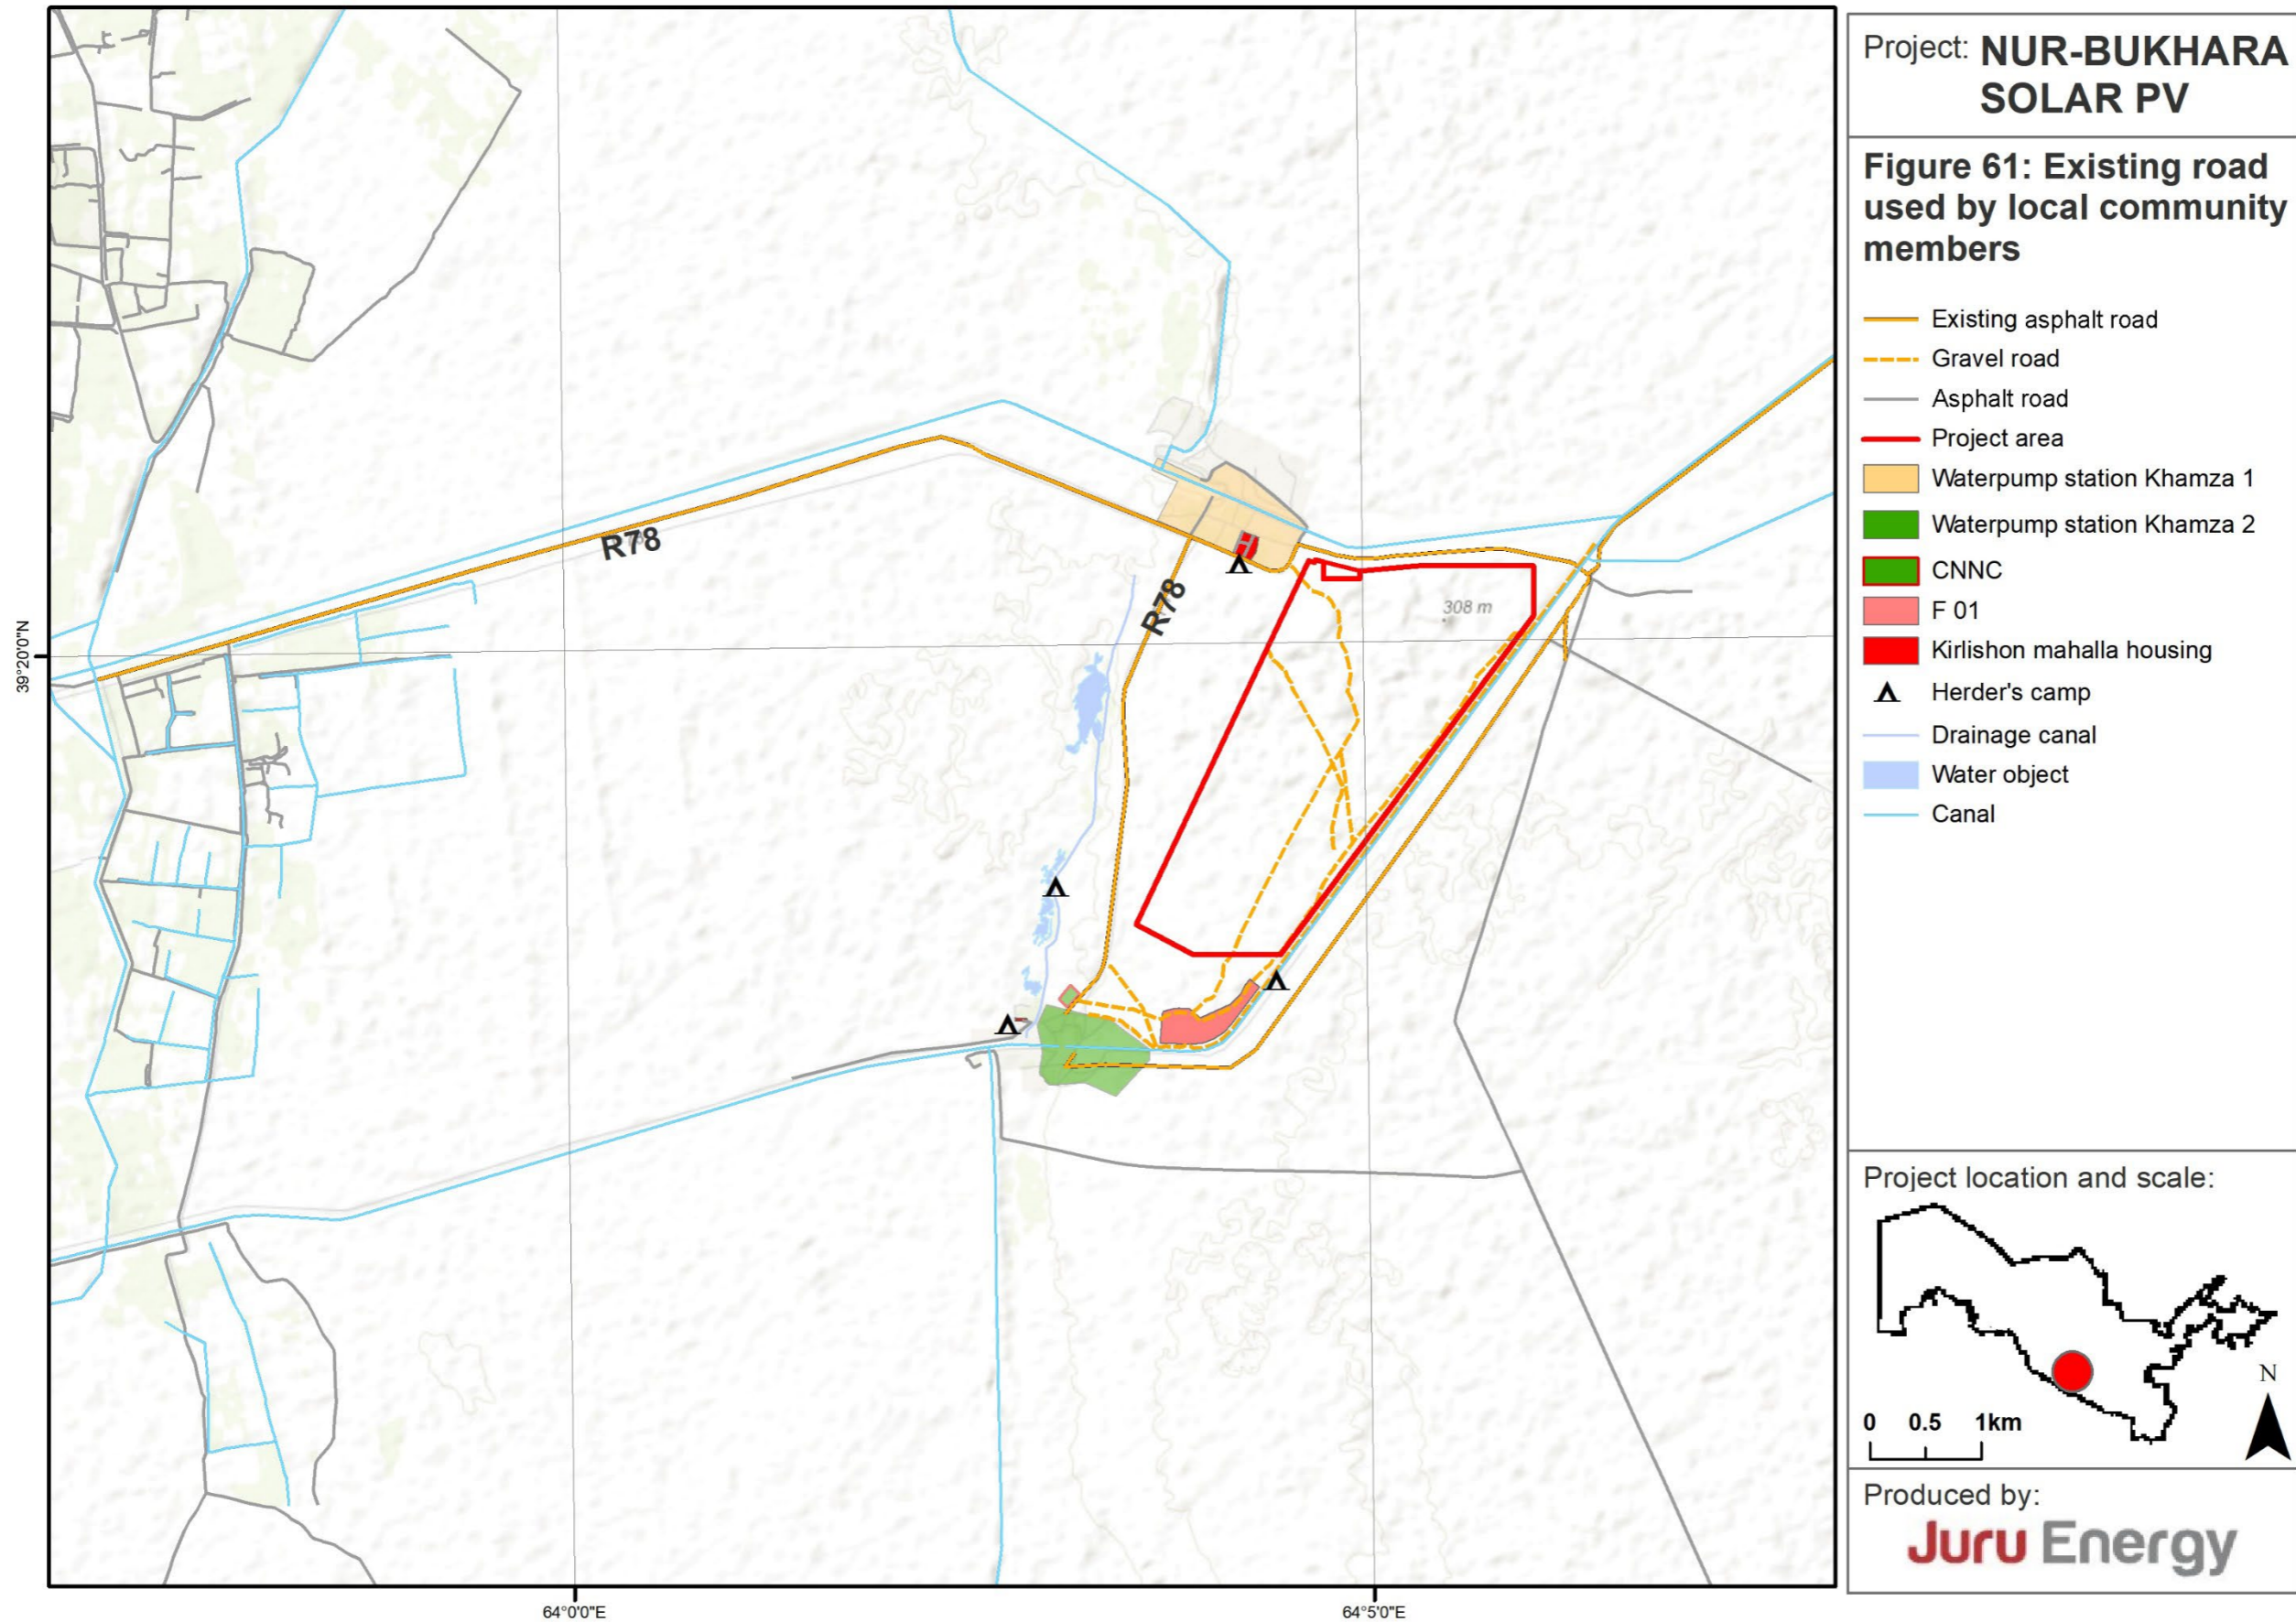 Project: NUR-BUKHARA
SOLAR PV
Figure 61: Existing road
used by local community
members
Existing asphalt road
Gravel road
Asphalt road
Project area
Waterpump station Khamza 1
Waterpump station Khamza 2
CNNC
F 01
Kirlishon mahalla housing
Herder's camp
Drainage canal
Water object
Canal
Project location and scale:
N
0 0.5 1km
Produced by:
Juru Energy
R78
R78
308 m
39°20'0"N
64°0'0"E
64°5'0"E